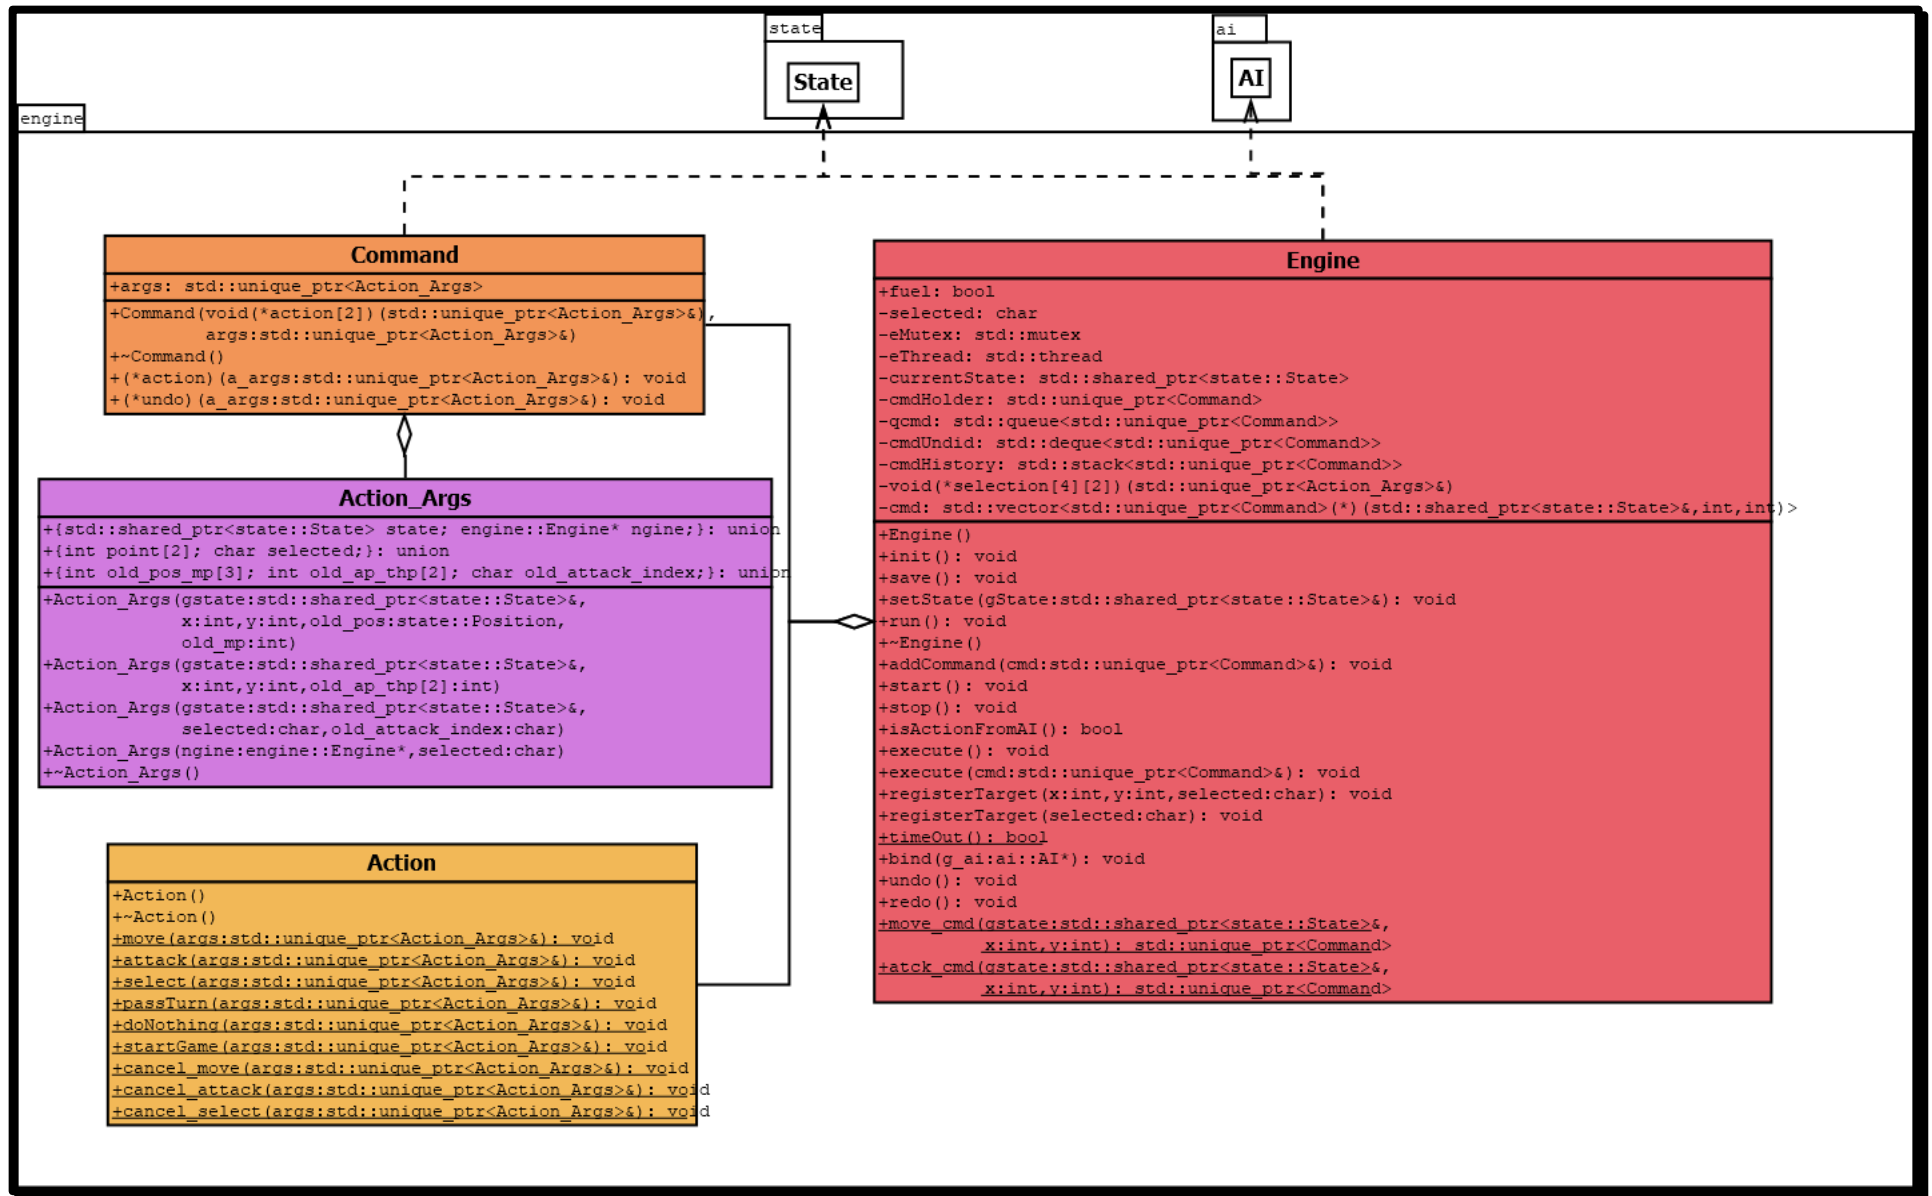 state
State
ai
AI
engine
Command
+args: std::unique_ptr<Action_Args>
+Command(void(*action[2])(std::unique_ptr<Action_Args>&),
args:std::unique_ptr<Action_Args>&)
+~Command()
+(*action)(a_args:std::unique_ptr<Action_Args>&): void
+(*undo)(a_args:std::unique_ptr<Action_Args>&): void
Action_Args
+{std::shared_ptr<state::State> state; engine::Engine* ngine;}: union
+{int point[2]; char selected;}: union
+{int old_pos_mp[3]; int old_ap_thp[2]; char old_attack_index;}: union
+Action_Args(gstate:std::shared_ptr<state::State>&,
x:int,y:int,old_pos:state::Position,
old_mp:int)
+Action_Args(gstate:std::shared_ptr<state::State>&,
x:int,y:int,old_ap_thp[2]:int)
+Action_Args(gstate:std::shared_ptr<state::State>&,
selected:char,old_attack_index:char)
+Action_Args(ngine:engine::Engine*,selected:char)
+~Action_Args()
Action
+Action()
+~Action()
+move(args:std::unique_ptr<Action_Args>&): void
+attack(args:std::unique_ptr<Action_Args>&): void
+select(args:std::unique_ptr<Action_Args>&): void
+passTurn(args:std::unique_ptr<Action_Args>&): void
+doNothing(args:std::unique_ptr<Action_Args>&): void
+startGame(args:std::unique_ptr<Action_Args>&): void
+cancel_move(args:std::unique_ptr<Action_Args>&): void
+cancel_attack(args:std::unique_ptr<Action_Args>&): void
+cancel_select(args:std::unique_ptr<Action_Args>&): void
Engine
+fuel: bool
-selected: char
-eMutex: std::mutex
-eThread: std::thread
-currentState: std::shared_ptr<state::State>
-cmdHolder: std::unique_ptr<Command>
-qcmd: std::queue<std::unique_ptr<Command>>
-cmdUndid: std::deque<std::unique_ptr<Command>>
-cmdHistory: std::stack<std::unique_ptr<Command>>
-void(*selection[4][2])(std::unique_ptr<Action_Args>&)
-cmd: std::vector<std::unique_ptr<Command>(*)(std::shared_ptr<state::State>&,int,int)>
+Engine()
+init(): void
+save(): void
+setState(gState:std::shared_ptr<state::State>&): void
+run(): void
+~Engine()
+addCommand(cmd:std::unique_ptr<Command>&): void
+start(): void
+stop(): void
+isActionFromAI(): bool
+execute(): void
+execute(cmd:std::unique_ptr<Command>&): void
+registerTarget(x:int,y:int,selected:char): void
+registerTarget(selected:char): void
+timeOut(): bool
+bind(g_ai:ai::AI*): void
+undo(): void
+redo(): void
+move_cmd(gstate:std::shared_ptr<state::State>&,
x:int,y:int): std::unique_ptr<Command>
+atck_cmd(gstate:std::shared_ptr<state::State>&,
x:int,y:int): std::unique_ptr<Command>